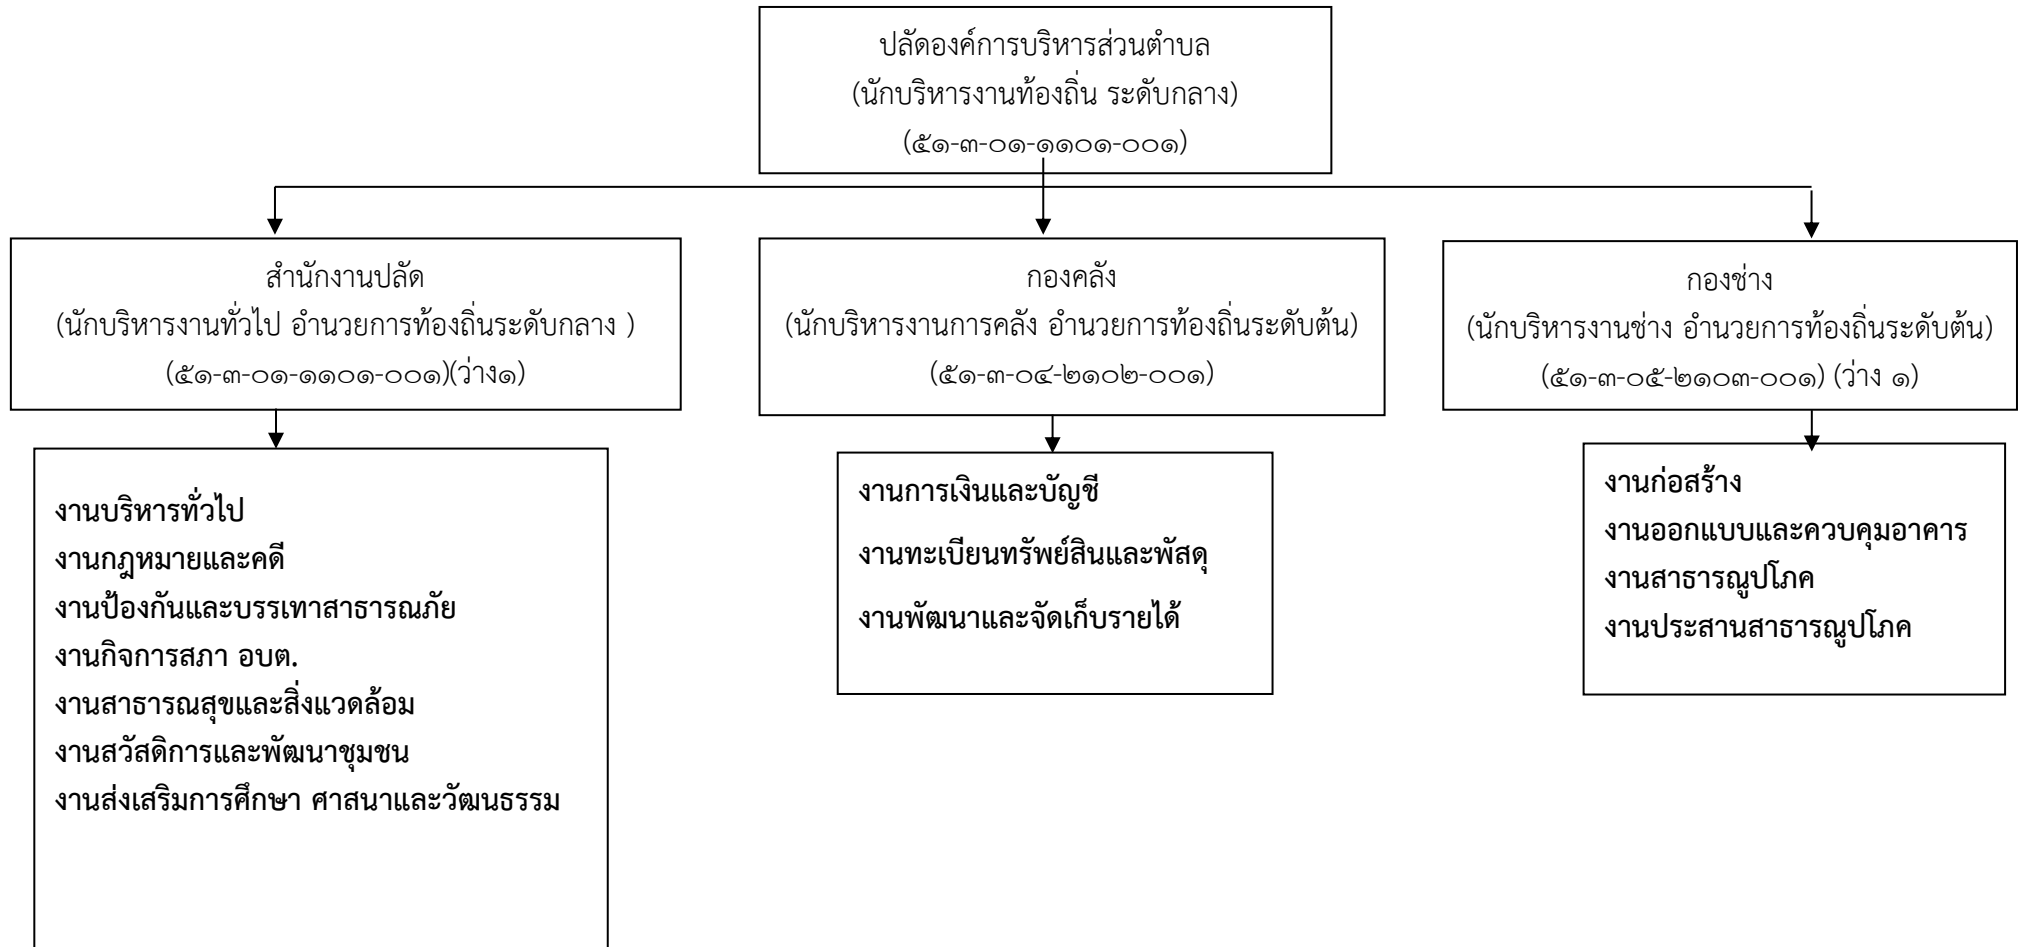 ปลัดองค์การบริหารส่วนตำบล
(นักบริหารงานท้องถิ่น ระดับกลาง)
(๕๑-๓-๐๑-๑๑๐๑-๐๐๑)
สำนักงานปลัด
(นักบริหารงานทั่วไป อำนวยการท้องถิ่นระดับกลาง )
(๕๑-๓-๐๑-๑๑๐๑-๐๐๑)(ว่าง๑)
กองคลัง
(นักบริหารงานการคลัง อำนวยการท้องถิ่นระดับต้น)
(๕๑-๓-๐๔-๒๑๐๒-๐๐๑)
กองช่าง
(นักบริหารงานช่าง อำนวยการท้องถิ่นระดับต้น)
(๕๑-๓-๐๕-๒๑๐๓-๐๐๑) (ว่าง ๑)
งานบริหารทั่วไป
งานกฎหมายและคดี
งานป้องกันและบรรเทาสาธารณภัย
งานกิจการสภา อบต.
งานสาธารณสุขและสิ่งแวดล้อม
งานสวัสดิการและพัฒนาชุมชน
งานส่งเสริมการศึกษา ศาสนาและวัฒนธรรม
งานการเงินและบัญชี
งานทะเบียนทรัพย์สินและพัสดุ
งานพัฒนาและจัดเก็บรายได้
งานก่อสร้าง
งานออกแบบและควบคุมอาคาร
งานสาธารณูปโภค
งานประสานสาธารณูปโภค